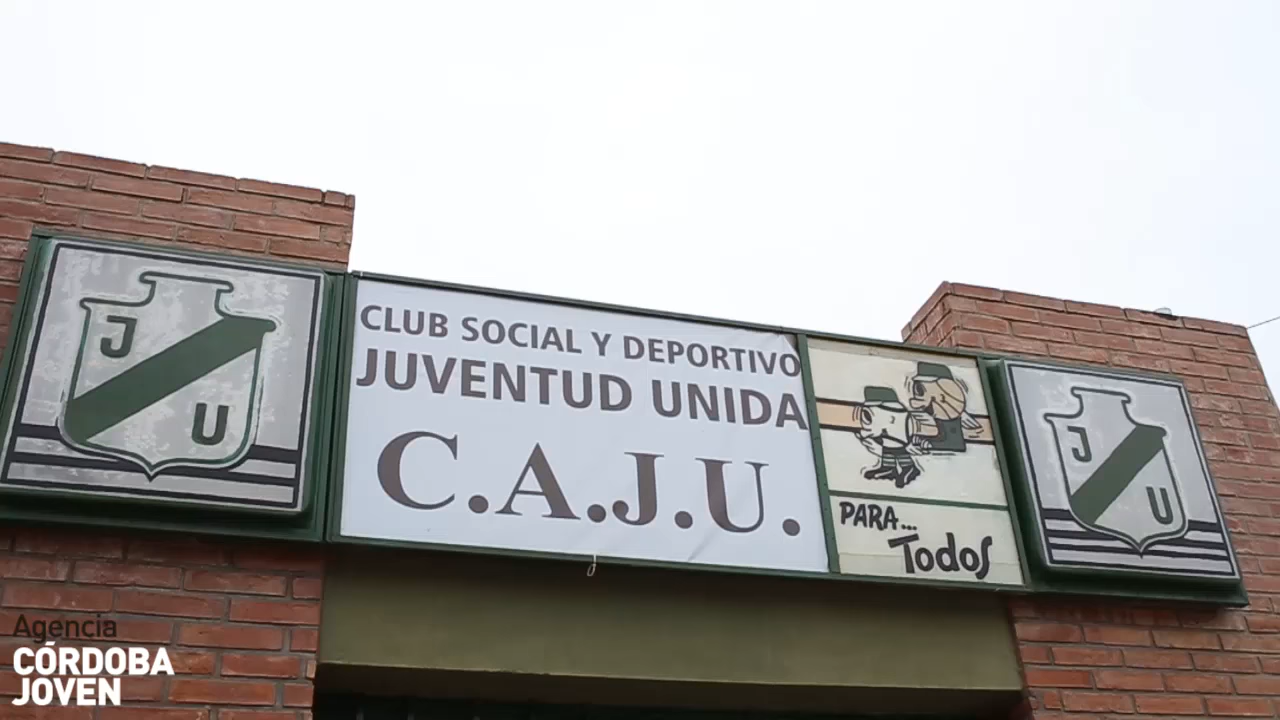 J
U
CLUB SOCIAL Y DEPORTIVO
JUVENTUD UNIDA
C.A.J.U.
PARA...
Todos
J
U
Agencia
CÓRDOBA
JOVEN